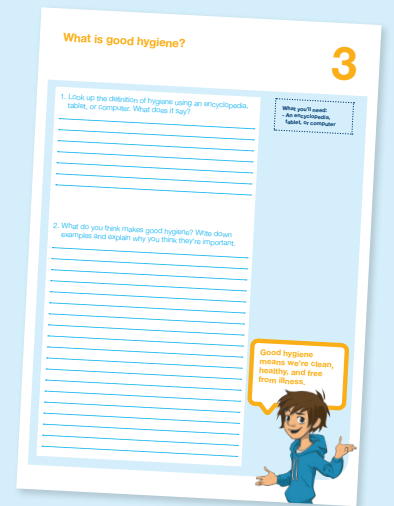 What is good hygiene?
3
1. Look up the definition of hygiene using an encyclopedia,
tablet, or computer. What does it say?
What you'll need:
- An encyclopedia,
tablet, or computer
2. What do you think makes good hygiene? Write down
examples and explain why you think they're important.
Good hygiene
means we're clean,
healthy, and free
from illness.